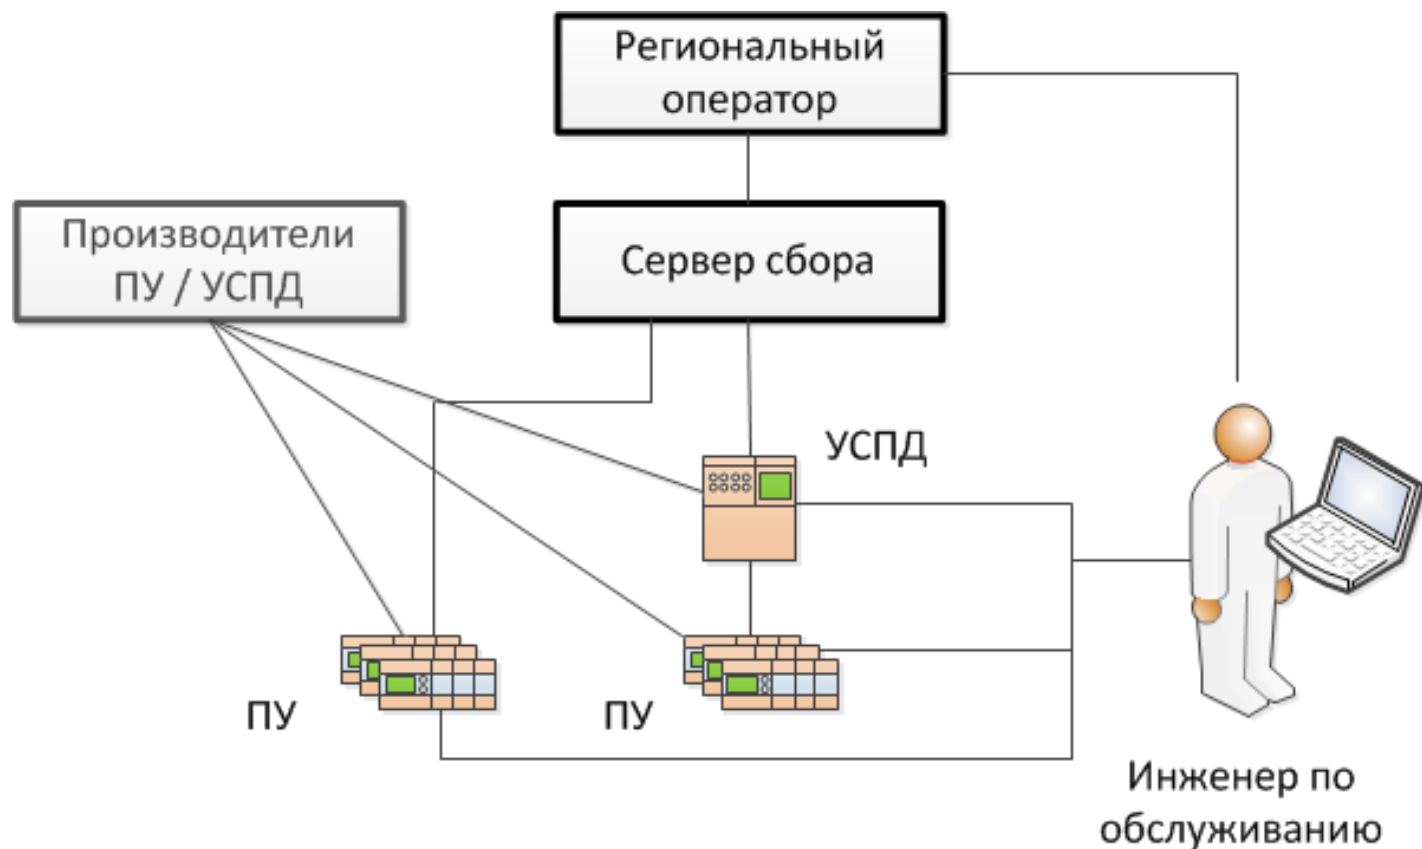 Региональный
оператор
Производители
ПУ / УСПД
Сервер сбора
УСПД
ПУ
ПУ
Инженер по
обслуживанию